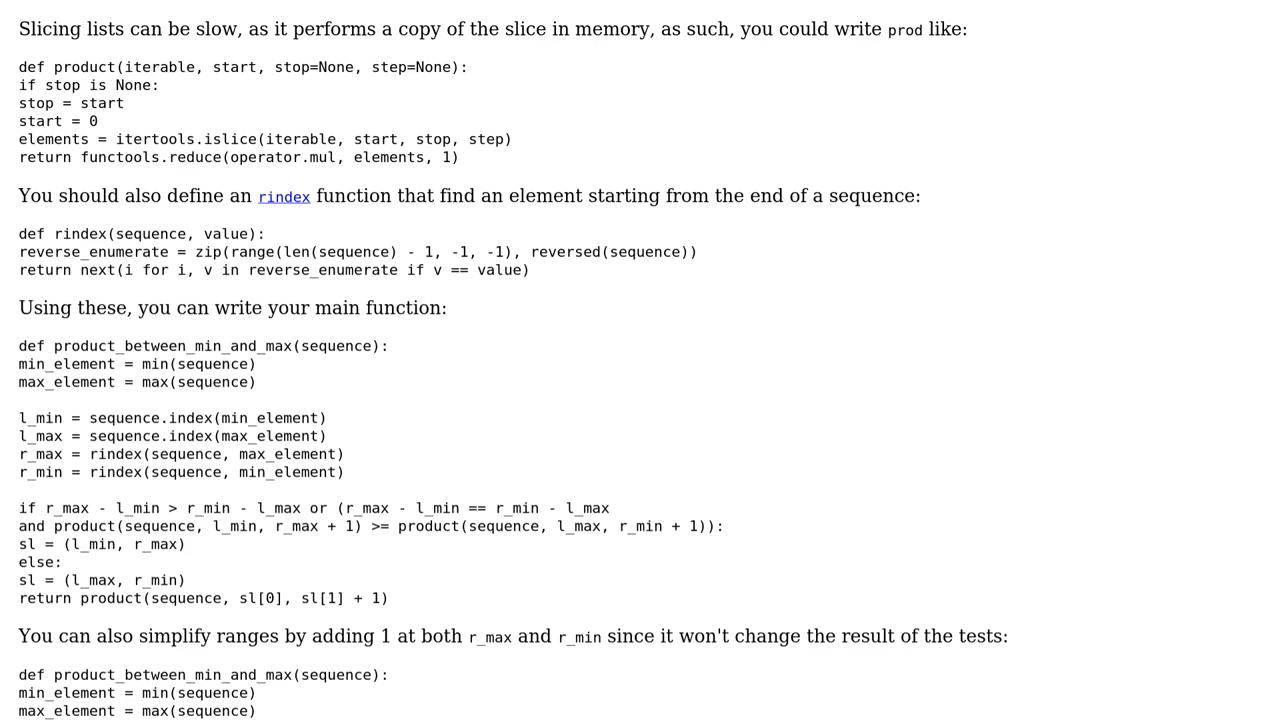 Slicing lists can be slow, as it performs a copy of the slice in memory, as such, you could write prod like:
def product(iterable, start, stop=None, step=None):
if stop is None:
stop = start
start = 0
elements = itertools.islice(iterable, start, stop, step)
return functools.reduce(operator.mul, elements, 1)
You should also define an rindex function that find an element starting from the end of a sequence:
def rindex(sequence, value):
reverse_enumerate = zip(range(len(sequence) - 1, -1, -1), reversed(sequence))
return next(i for i, v in reverse_enumerate if v == value)
Using these, you can write your main function:
def product_between_min_and_max(sequence):
min_element = min(sequence)
max_element = max(sequence)
l_min = sequence.index(min_element)
l_max = sequence.index(max_element)
r_max = rindex(sequence, max_element)
r_min = rindex(sequence, min_element)
if r_max - l_min > r_min - l_max or (r_max - l_min == r_min - l_max
and product(sequence, l_min, r_max + 1) >= product(sequence, l_max, r_min + 1)):
sl = (l_min, r_max)
else:
sl = (l_max, r_min)
return product(sequence, sl[0], sl[1] + 1)
You can also simplify ranges by adding 1 at both r_max and r_min since it won't change the result of the tests:
def product_between_min_and_max(sequence):
min_element = min(sequence)
max_element = max(sequence)